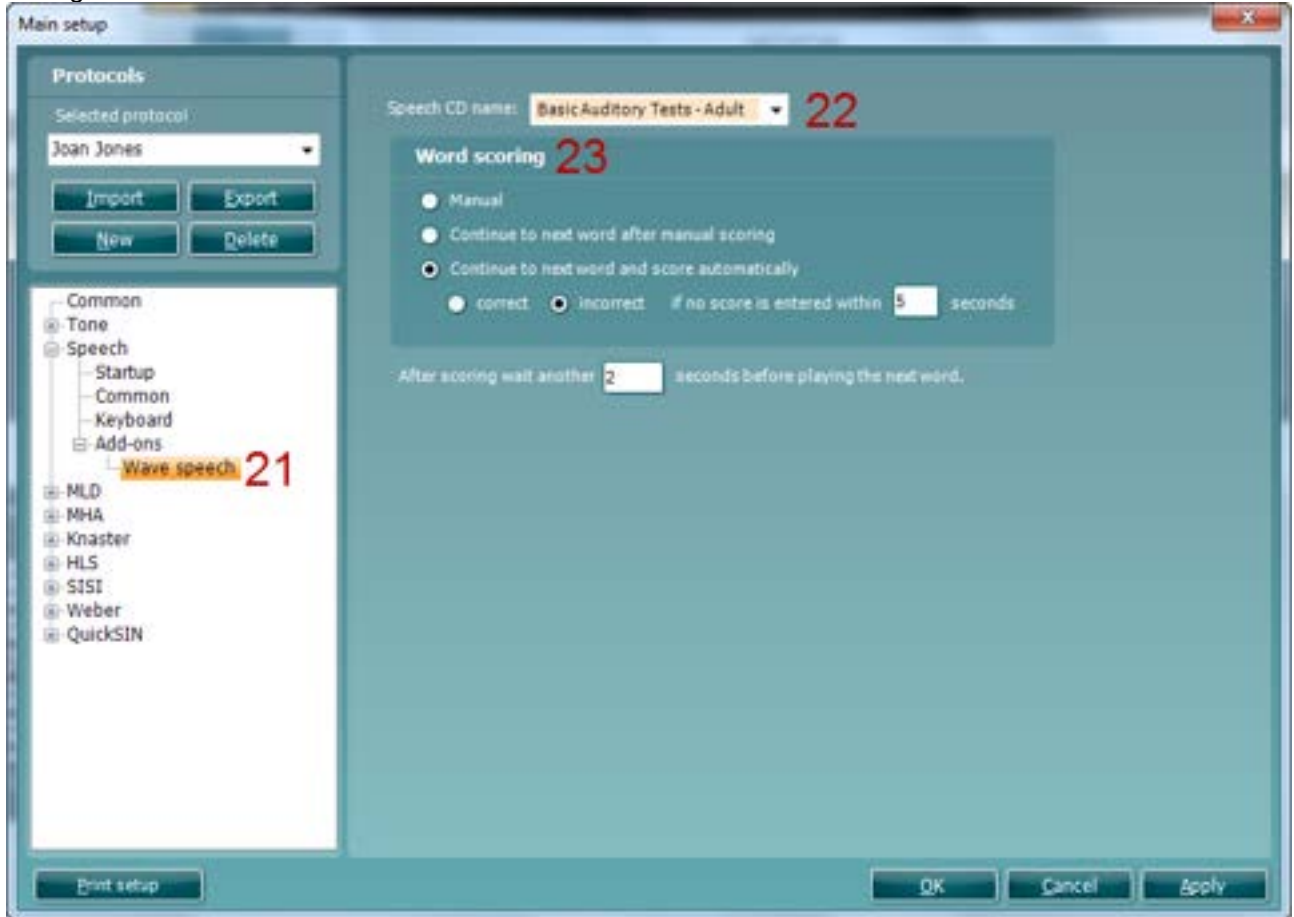 Main setup
Protocols
Selected protocol
Joan Jones
Import Export
New Delete
Common
Tone
Speech
Startup
Common
Keyboard
Add-ons
Wave speech 21
MLD
MHA
Knaster
HLS
SISI
Weber
QuickSIN
Speech CD name: Basic Auditory Tests - Adult 22
Word scoring 23
Manual
Continue to next word after manual scoring
Continue to next word and score automatically
correct incorrect if no score is entered within 5 seconds
After scoring wait another 2 seconds before playing the next word.
Print setup OK Cancel Apply